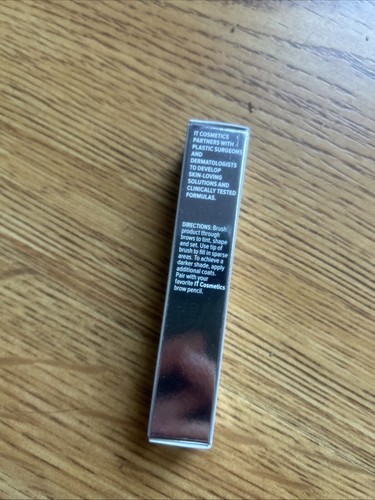 IT COSMETICS
PARTNERS WITH
PLASTIC SURGEONS
AND
DERMATOLOGISTS
TO DEVELOP
SKIN-LOVING
SOLUTIONS AND
CLINICALLY TESTED
FORMULAS.
DIRECTIONS: Brush
product through
brows to tint, shape
and set. Use tip of
brush to fill in sparse
areas. To achieve a
darker shade, apply
additional coats.
Pair with your
favorite IT Cosmetics
brow pencil.